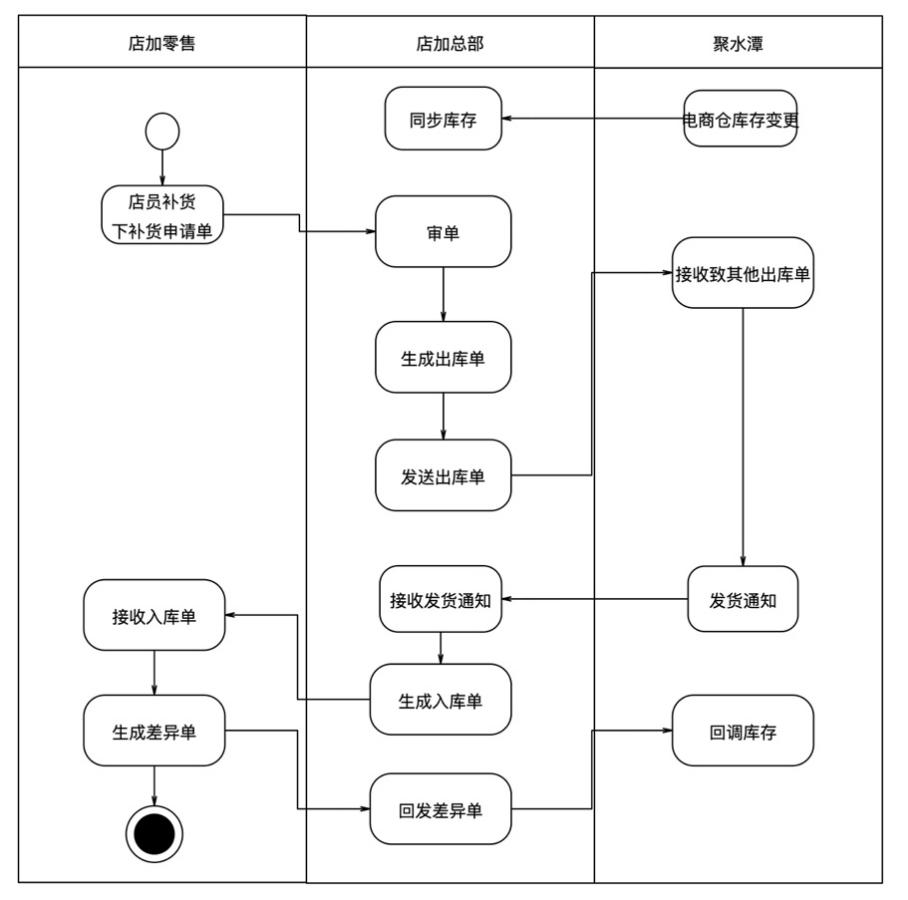 店加零售
店加总部
聚水潭
同步库存
电商仓库存变更
店员补货
下补货申请单
审单
接收致其他出库单
生成出库单
发送出库单
接收入库单
接收发货通知
发货通知
生成入库单
生成差异单
回调库存
回发差异单